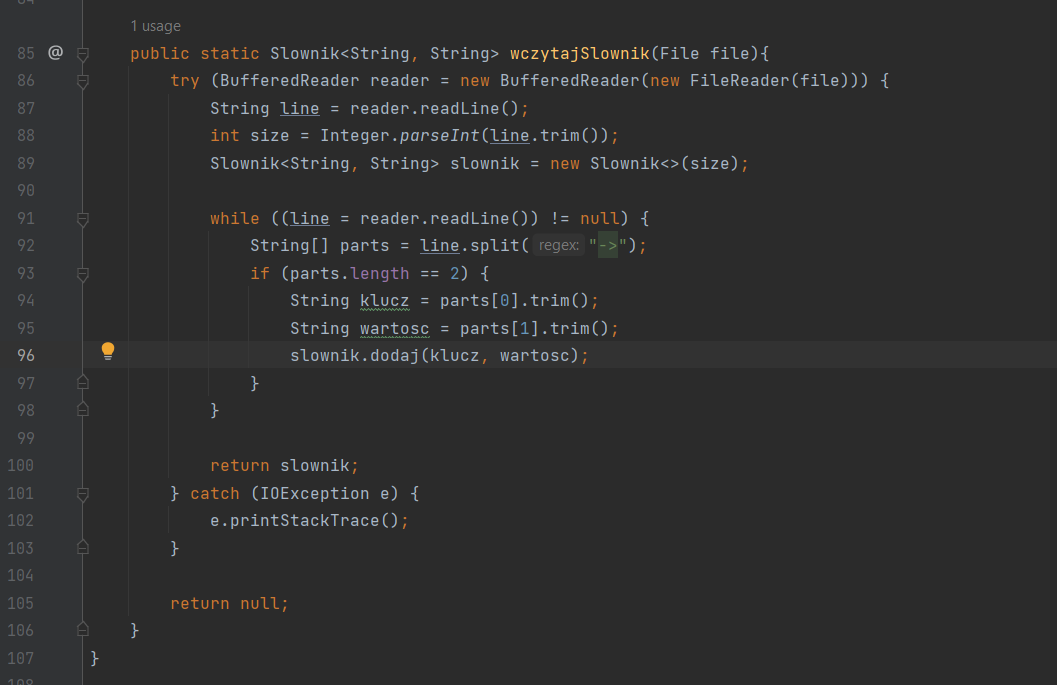 84
1 usage
85 @ public static Slownik<String, String> wczytajSlownik(File file){
86 try (BufferedReader reader = new BufferedReader(new FileReader(file))) {
87 String line = reader.readLine();
88 int size = Integer.parseInt(line.trim());
89 Slownik<String, String> slownik = new Slownik<>(size);
90
91 while ((line = reader.readLine()) != null) {
92 String[] parts = line.split( regex: "->");
93 if (parts.length == 2) {
94 String klucz = parts[0].trim();
95 String wartosc = parts[1].trim();
96 slownik.dodaj(klucz, wartosc);
97 }
98 }
99
100 return slownik;
101 } catch (IOException e) {
102 e.printStackTrace();
103 }
104
105 return null;
106 }
107 }
108